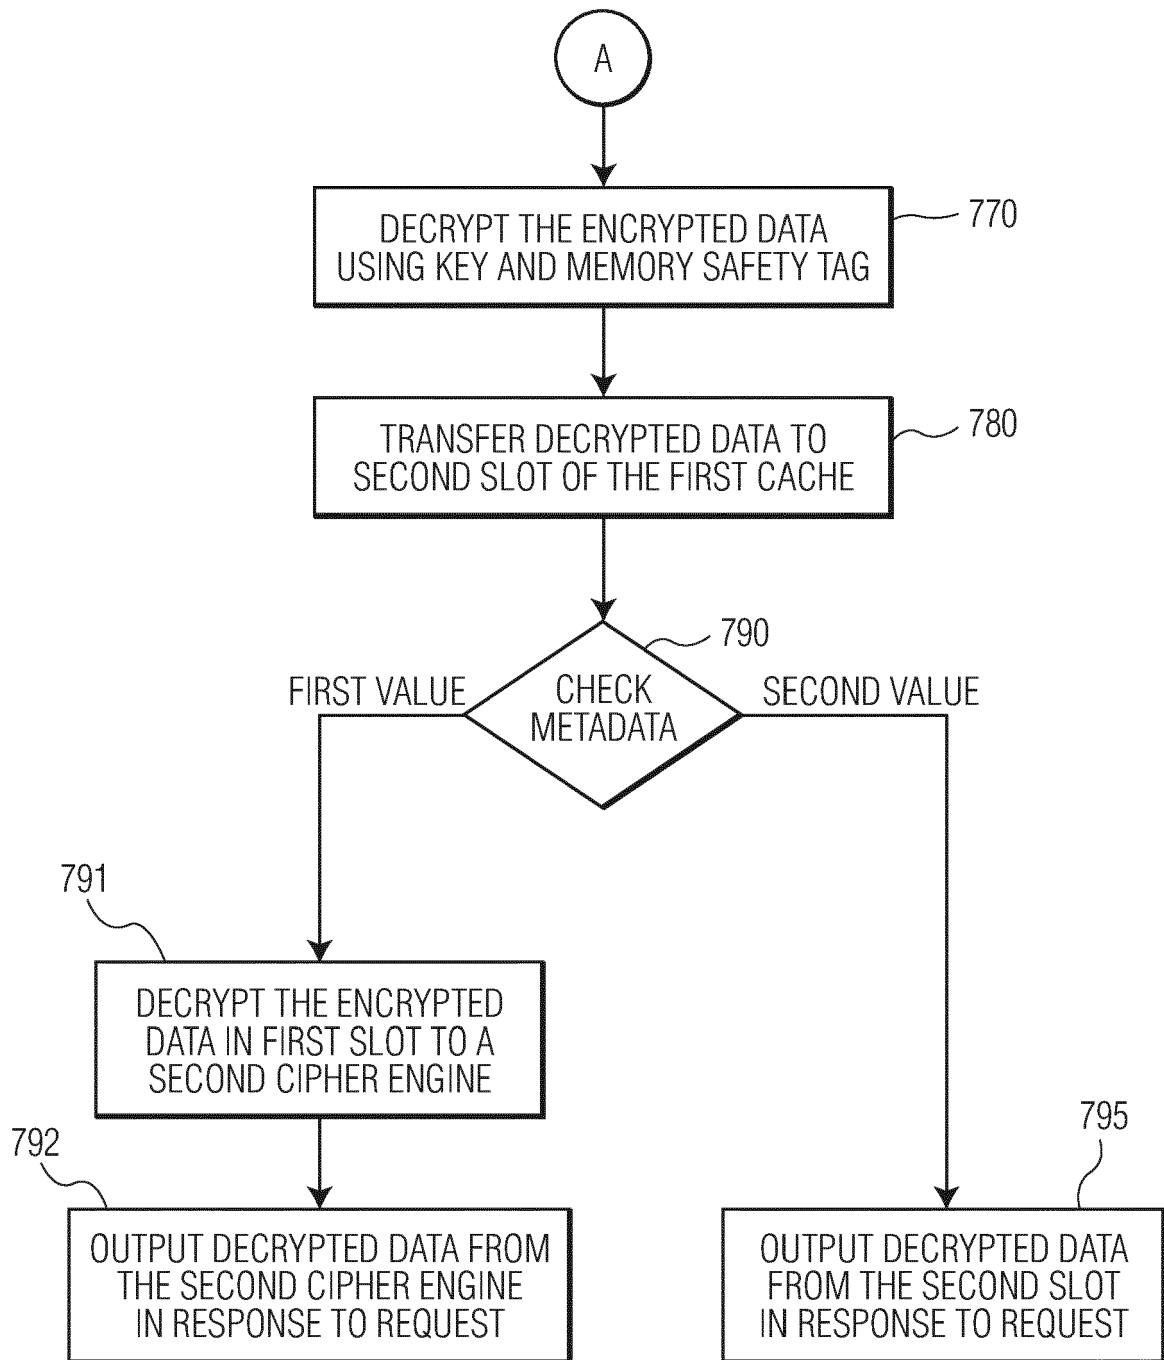 A
DECRYPT THE ENCRYPTED DATA
USING KEY AND MEMORY SAFETY TAG
770
TRANSFER DECRYPTED DATA TO
SECOND SLOT OF THE FIRST CACHE
780
790
FIRST VALUE
CHECK
METADATA
SECOND VALUE
791
DECRYPT THE ENCRYPTED
DATA IN FIRST SLOT TO A
SECOND CIPHER ENGINE
792
OUTPUT DECRYPTED DATA FROM
THE SECOND CIPHER ENGINE
IN RESPONSE TO REQUEST
795
OUTPUT DECRYPTED DATA
FROM THE SECOND SLOT
IN RESPONSE TO REQUEST